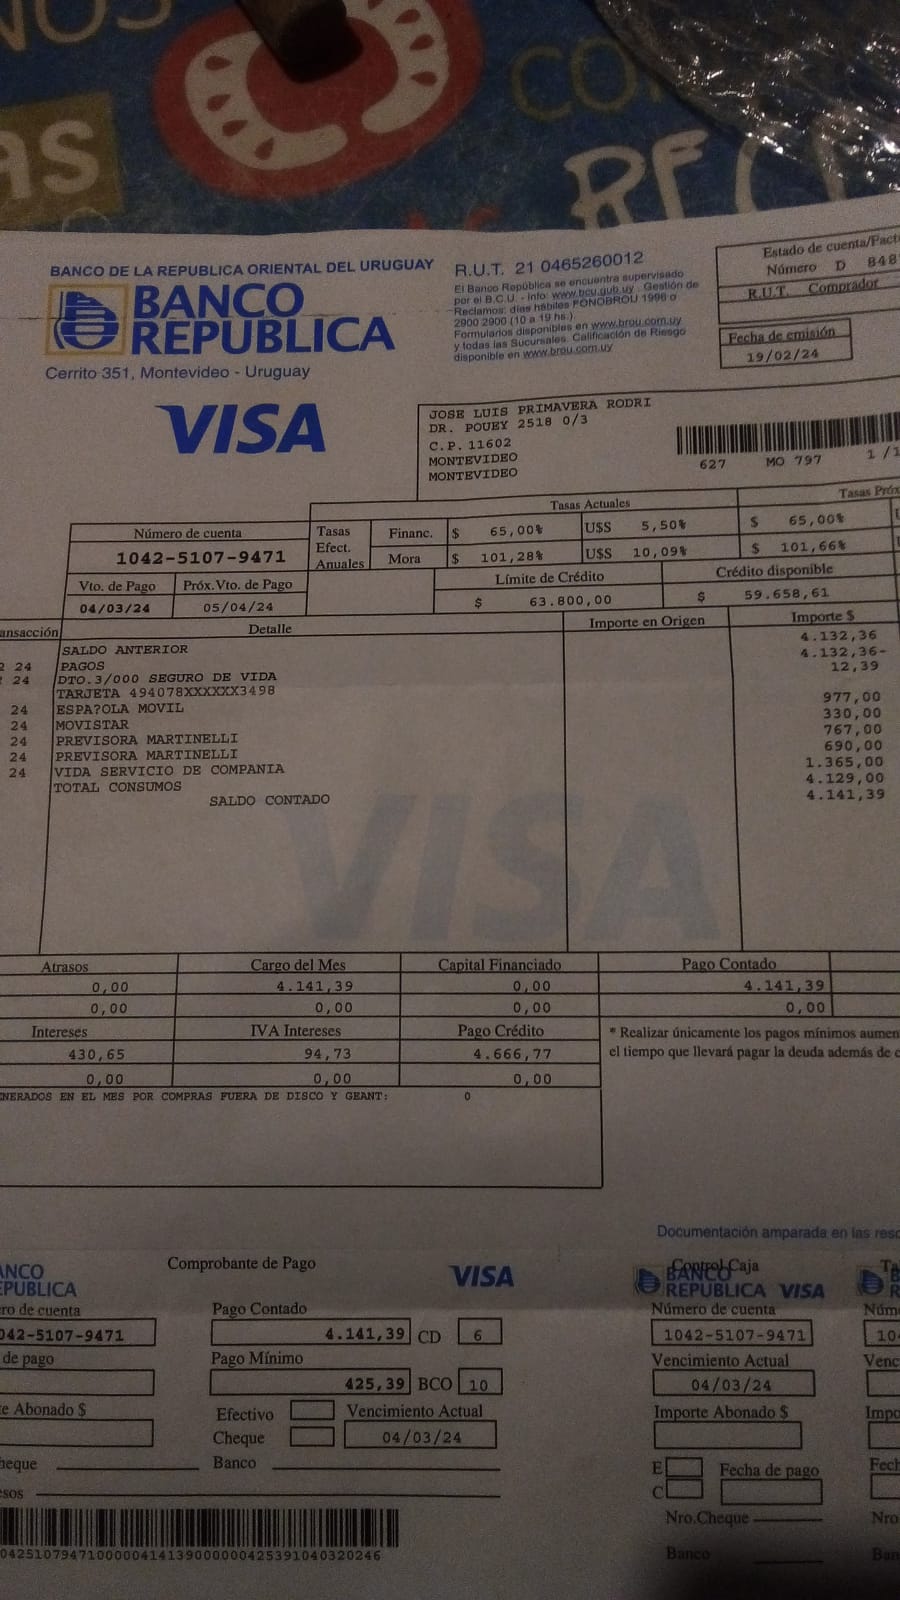 NOS
AS
CO
BANCO DE LA REPUBLICA ORIENTAL DEL URUGUAY
BANCO
REPUBLICA
Cerrito 351, Montevideo - Uruguay
R.U.T. 21 0465260012
El Banco República se encuentra supervisado
por el B.C.U. - Info: www.bcu.gub.uy . Gestión de
Reclamos: días hábiles FONOBROU 1996 o
2900 2900 (10 a 19 hs.).
Formularios disponibles en www.brou.com.uy
y todas las Sucursales. Calificación de Riesgo
disponible en www.brou.com.uy
Estado de cuenta/Fact
Número D 848
R.U.T. Comprador
Fecha de emisión
19/02/24
VISA
JOSE LUIS PRIMAVERA RODRI
DR. POUEY 2518 0/3
C.P. 11602
MONTEVIDEO
MONTEVIDEO
627 MO 797 1 /1
Número de cuenta
1042-5107-9471
Vto. de Pago Próx.Vto. de Pago
04/03/24 05/04/24
Tasas Actuales Tasas Próx
Tasas Efect. Anuales
Financ. $ 65,00% U$S 5,50% $ 65,00%
Mora $ 101,28% U$S 10,09% $ 101,66%
Límite de Crédito Crédito disponible
$ 63.800,00 $ 59.658,61
ansacción Detalle Importe en Origen Importe $
SALDO ANTERIOR 4.132,36
24 PAGOS 4.132,36-
24 DTO.3/000 SEGURO DE VIDA 12,39
TARJETA 494078XXXXXX3498
24 ESPA?OLA MOVIL 977,00
24 MOVISTAR 330,00
24 PREVISORA MARTINELLI 767,00
24 PREVISORA MARTINELLI 690,00
24 VIDA SERVICIO DE COMPANIA 1.365,00
TOTAL CONSUMOS 4.129,00
SALDO CONTADO 4.141,39
VISA
Atrasos Cargo del Mes Capital Financiado Pago Contado
0,00 4.141,39 0,00 4.141,39
0,00 0,00 0,00 0,00
Intereses IVA Intereses Pago Crédito
430,65 94,73 4.666,77
0,00 0,00 0,00
* Realizar únicamente los pagos mínimos aumen
el tiempo que llevará pagar la deuda además de
NERADOS EN EL MES POR COMPRAS FUERA DE DISCO Y GEANT: 0
Documentación amparada en las reso
ANCO
EPUBLICA
Comprobante de Pago
VISA
Control Caja
BANCO
REPUBLICA VISA
ro de cuenta
042-5107-9471
de pago
te Abonado $
Pago Contado
4.141,39 CD 6
Pago Mínimo
425,39 BCO 10
Efectivo Vencimiento Actual
Cheque 04/03/24
heque Banco
sos
04251079471000004141390000000425391040320246
Número de cuenta
1042-5107-9471
Vencimiento Actual
04/03/24
Importe Abonado $
E Fecha de pago
C
Nro.Cheque
Banco
Núm
10
Venc
Impo
Fech
Nro
Ban